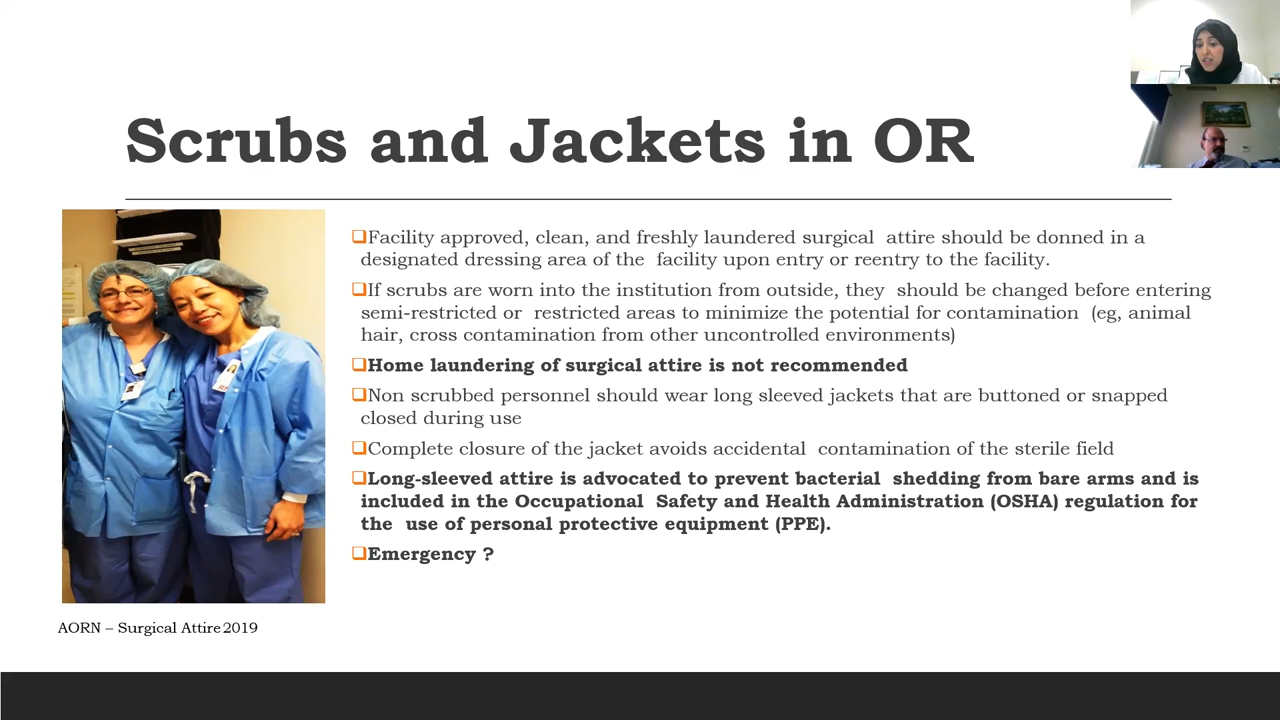 Scrubs and Jackets in OR
❑Facility approved, clean, and freshly laundered surgical attire should be donned in a
designated dressing area of the facility upon entry or reentry to the facility.
❑If scrubs are worn into the institution from outside, they should be changed before entering
semi-restricted or restricted areas to minimize the potential for contamination (eg, animal
hair, cross contamination from other uncontrolled environments)
❑Home laundering of surgical attire is not recommended
❑Non scrubbed personnel should wear long sleeved jackets that are buttoned or snapped
closed during use
❑Complete closure of the jacket avoids accidental contamination of the sterile field
❑Long-sleeved attire is advocated to prevent bacterial shedding from bare arms and is
included in the Occupational Safety and Health Administration (OSHA) regulation for
the use of personal protective equipment (PPE).
❑Emergency ?
AORN – Surgical Attire 2019